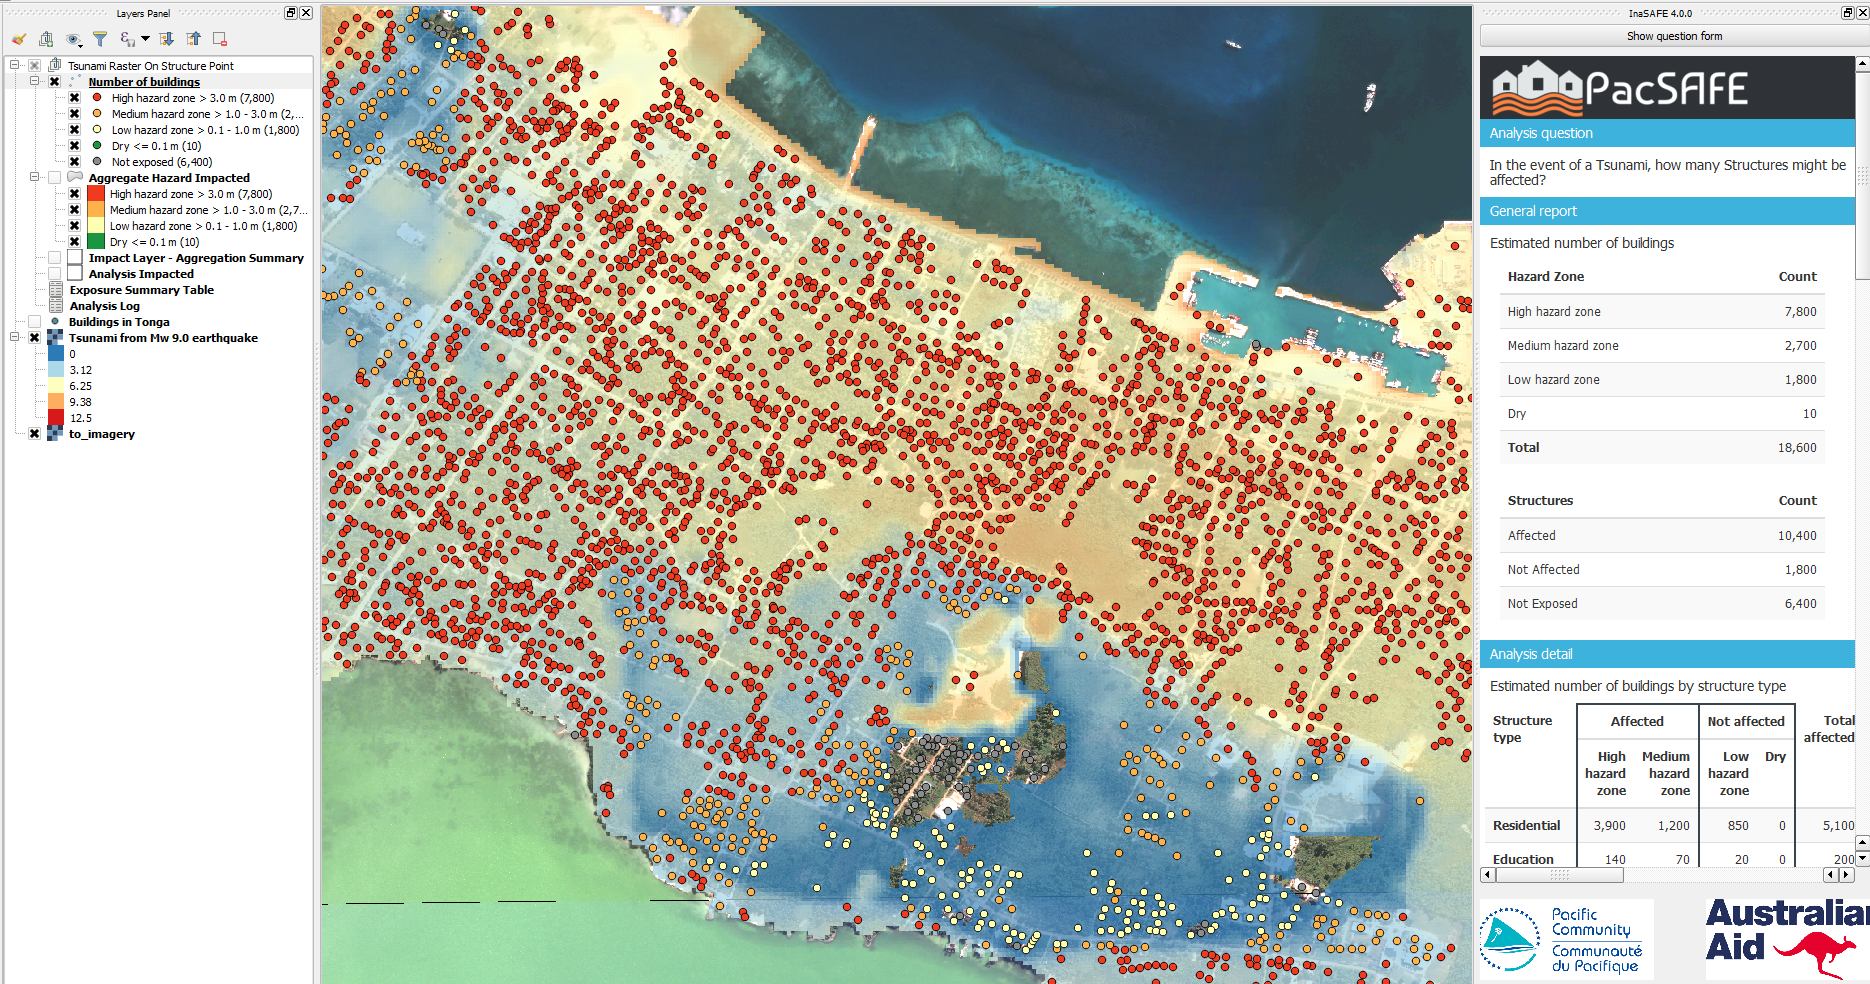 Layers Panel
Tsunami Raster On Structure Point
Number of buildings
High hazard zone > 3.0 m (7,800)
Medium hazard zone > 1.0 - 3.0 m (2,...
Low hazard zone > 0.1 - 1.0 m (1,800)
Dry <= 0.1 m (10)
Not exposed (6,400)
Aggregate Hazard Impacted
High hazard zone > 3.0 m (7,800)
Medium hazard zone > 1.0 - 3.0 m (2,7...
Low hazard zone > 0.1 - 1.0 m (1,800)
Dry <= 0.1 m (10)
Impact Layer - Aggregation Summary
Analysis Impacted
Exposure Summary Table
Analysis Log
Buildings in Tonga
Tsunami from Mw 9.0 earthquake
0
3.12
6.25
9.38
12.5
to_imagery
InaSAFE 4.0.0
Show question form
PacSAFE
Analysis question
In the event of a Tsunami, how many Structures might be
affected?
General report
Estimated number of buildings
Hazard Zone Count
High hazard zone 7,800
Medium hazard zone 2,700
Low hazard zone 1,800
Dry 10
Total 18,600
Structures Count
Affected 10,400
Not Affected 1,800
Not Exposed 6,400
Analysis detail
Estimated number of buildings by structure type
Structure type Affected Not affected Total affected
High hazard zone Medium hazard zone Low hazard zone Dry
Residential 3,900 1,200 850 0 5,100
Education 140 70 20 0 200
Pacific
Community
Communauté
du Pacifique
Australian
Aid